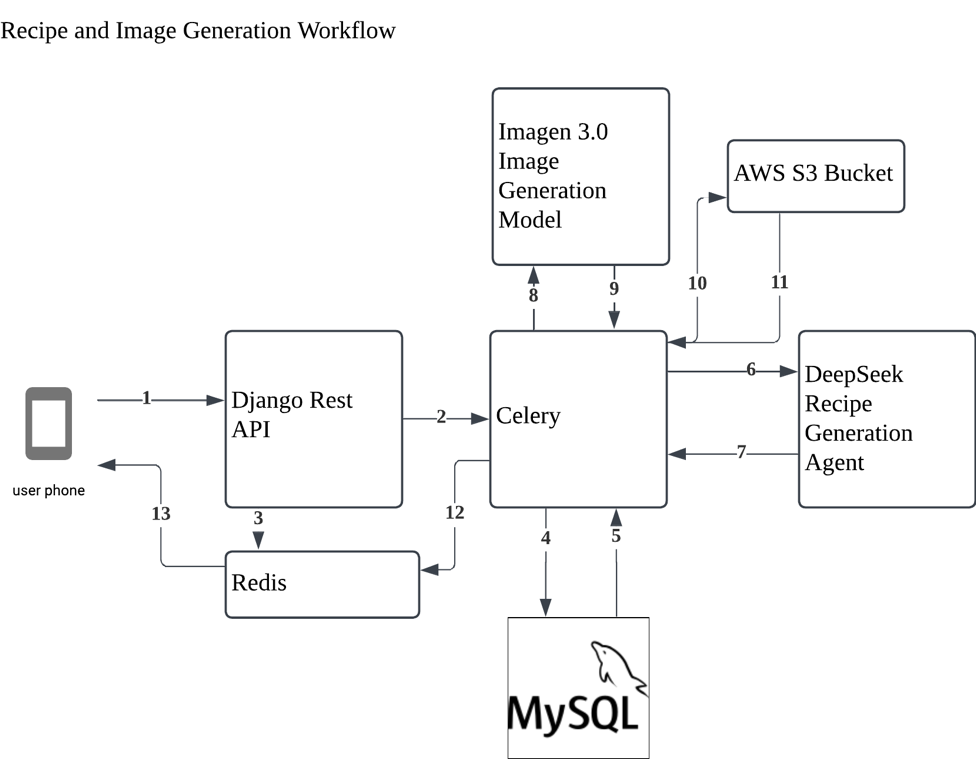 Recipe and Image Generation Workflow
Imagen 3.0
Image
Generation
Model
AWS S3 Bucket
8
9
10
11
Django Rest
API
Celery
DeepSeek
Recipe
Generation
Agent
1
2
6
7
user phone
13
3
12
4
5
Redis
MySQL